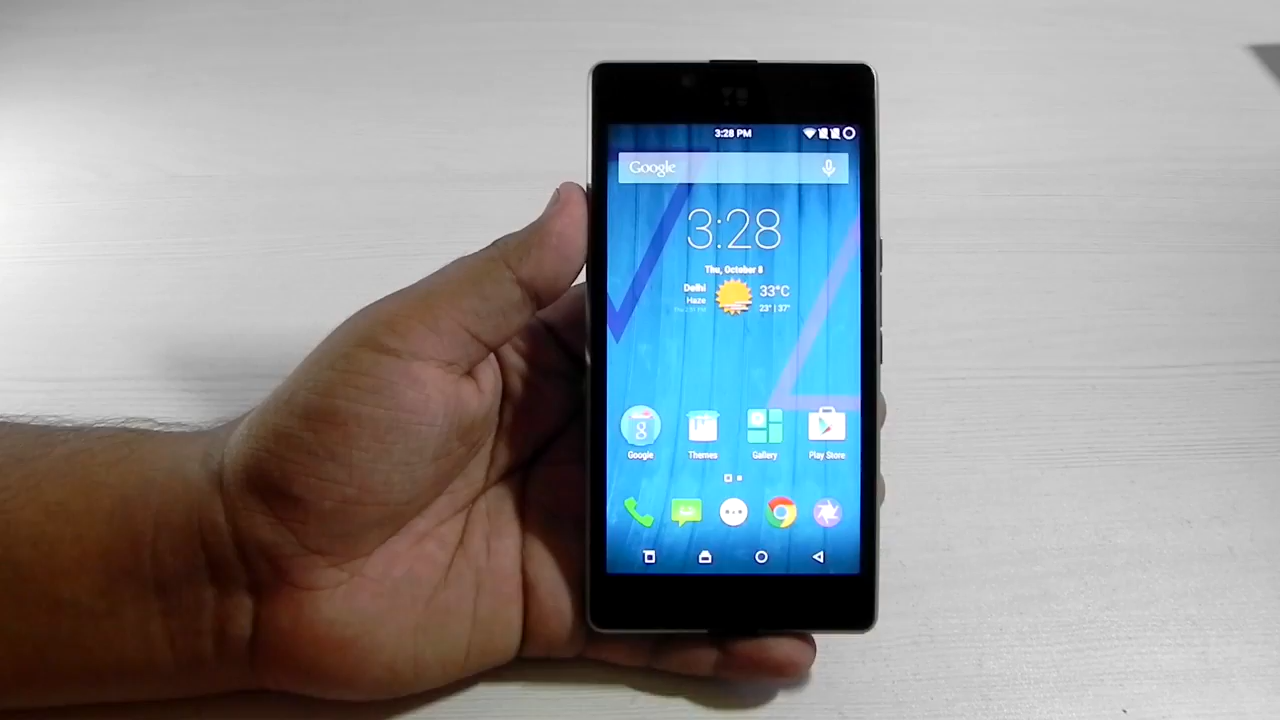 YU
3:28 PM
Google
3:28
Thu, October 8
Delhi
Haze
33°C
23° | 37°
Google
Themes
Gallery
Play Store